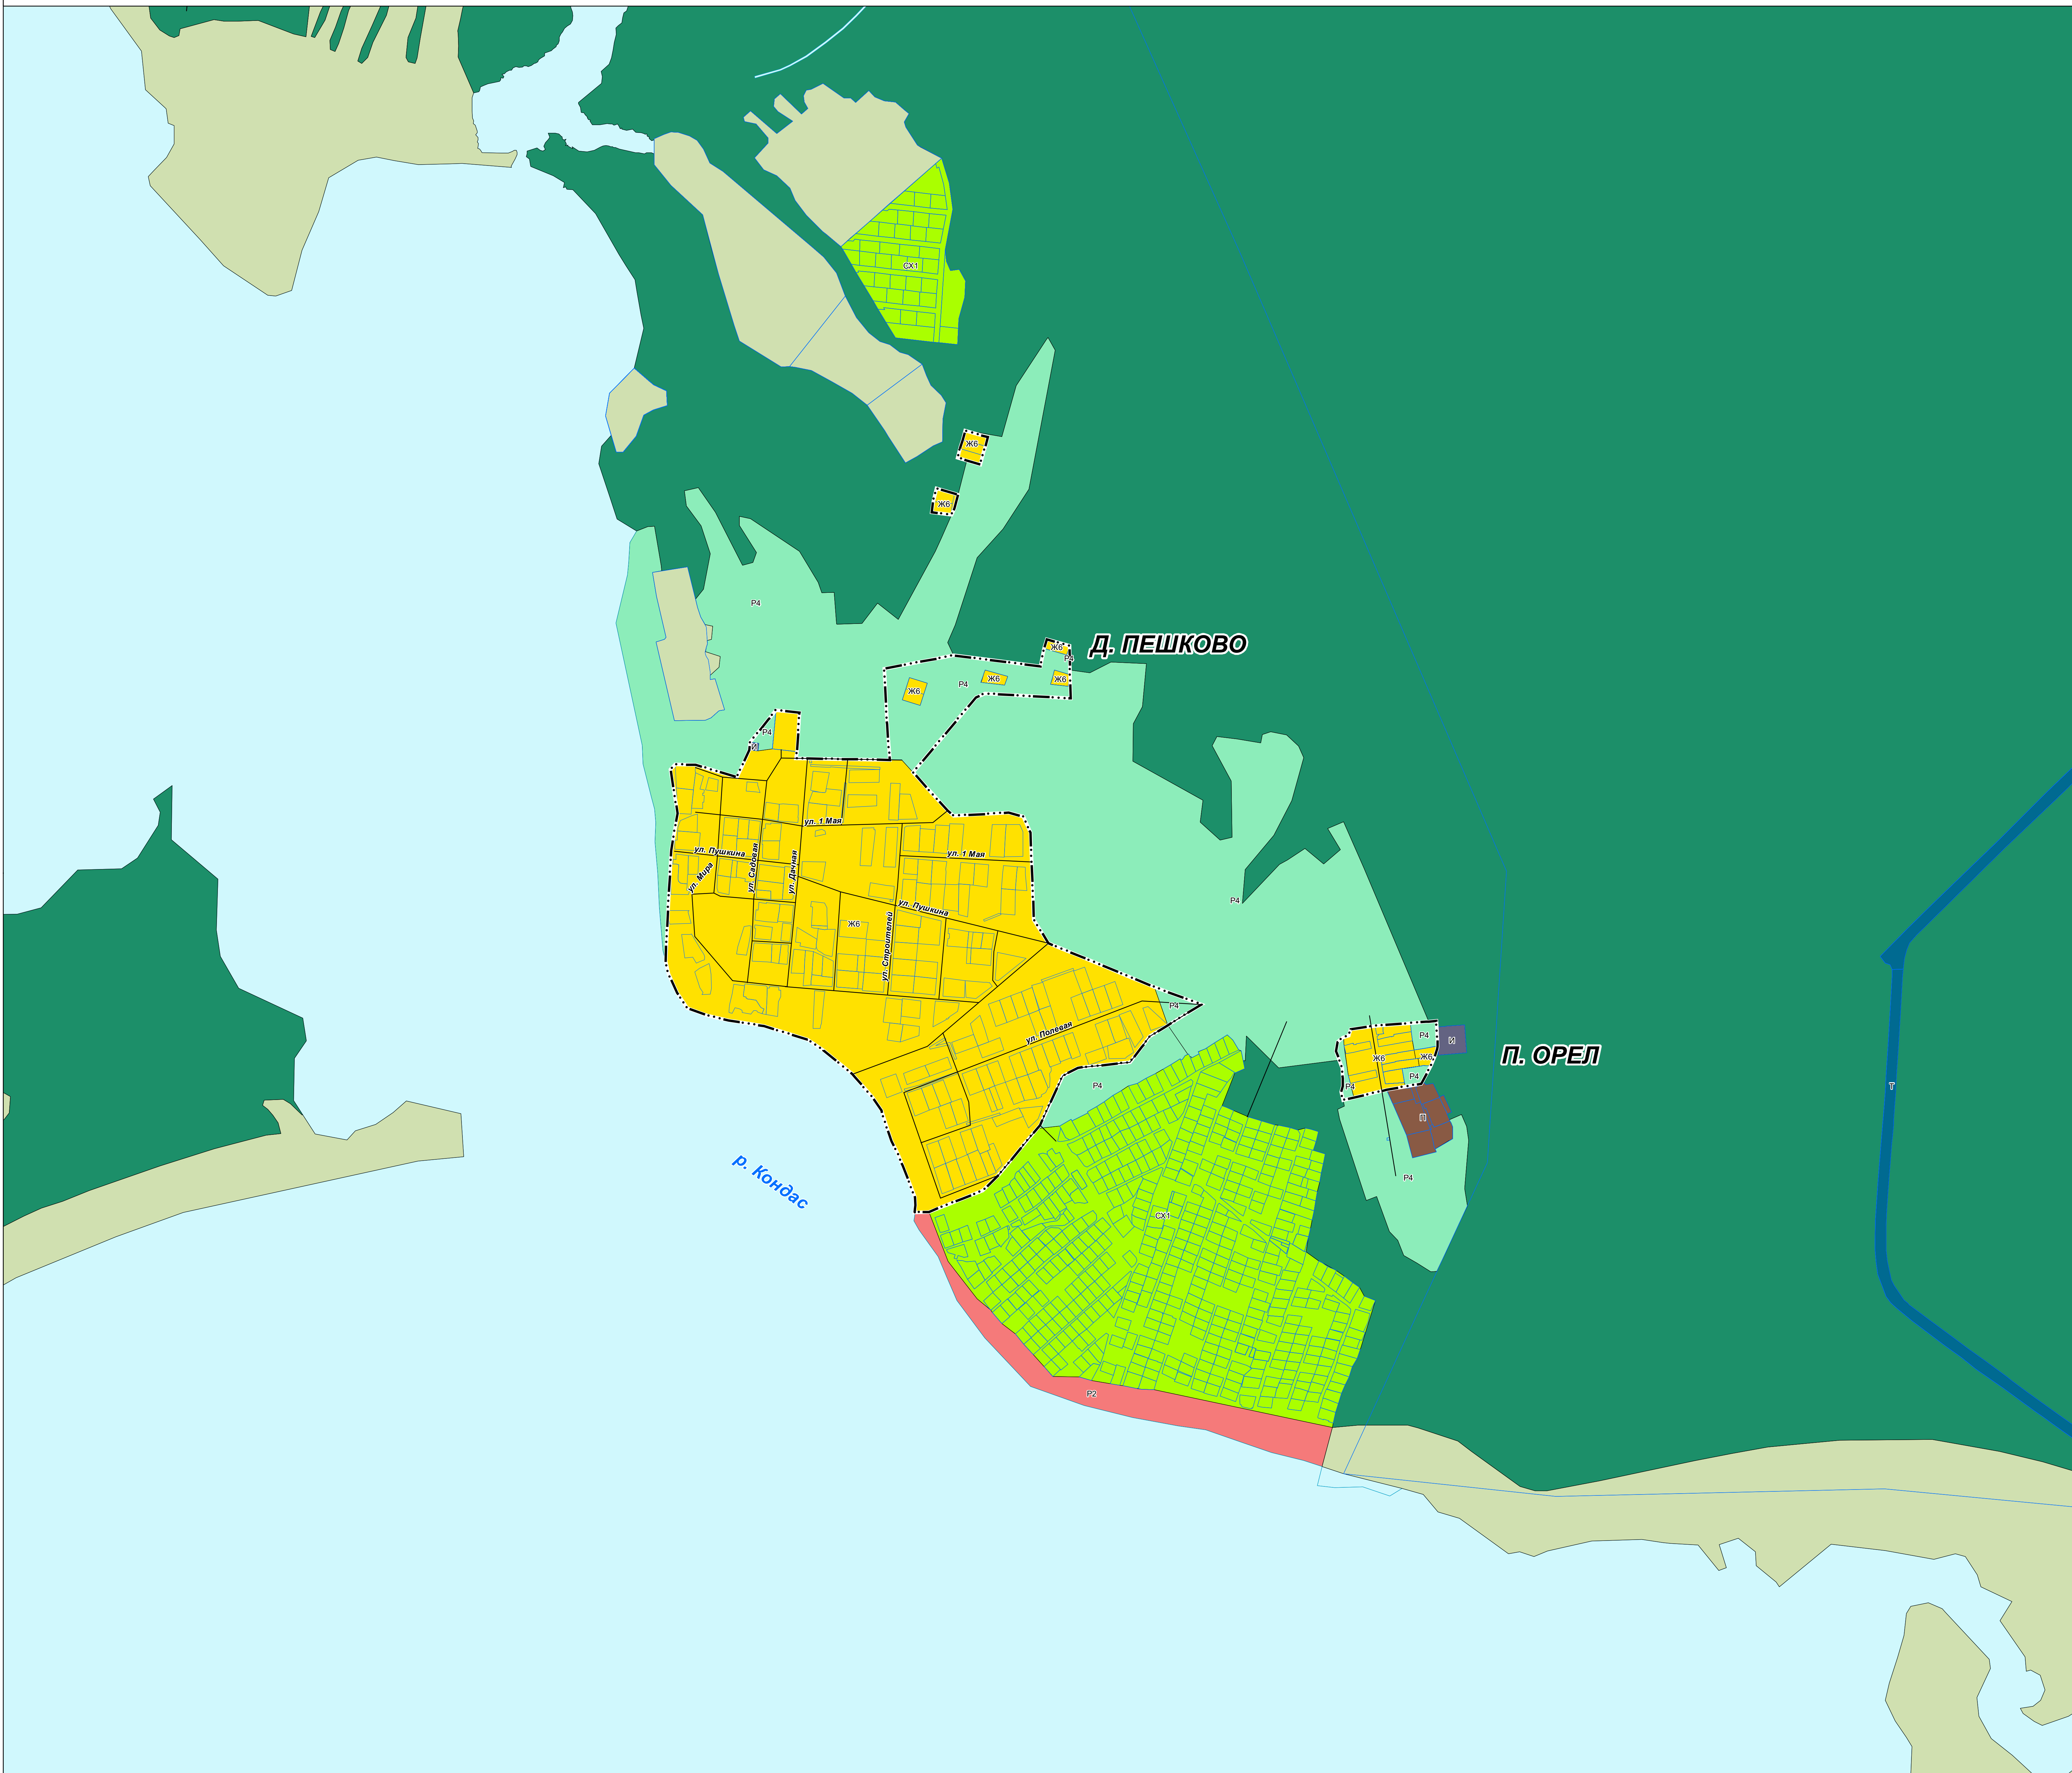 СХ1
Ж6
Ж6
Р4
Д. ПЕШКОВО
Ж6
Р4
Р4
Ж6
Ж6
Ж6
Р4
И
ул. 1 Мая
ул. Пушкина
ул. 1 Мая
ул. Мира
ул. Садовая
ул. Дачная
Р4
ул. Пушкина
Ж6
ул. Строителей
Р4
ул. Полевая
Р4
И
П. ОРЕЛ
Ж6
Ж6
Р4
Р4
Р4
Т
П
р. Кондас
Р4
СХ1
Р2